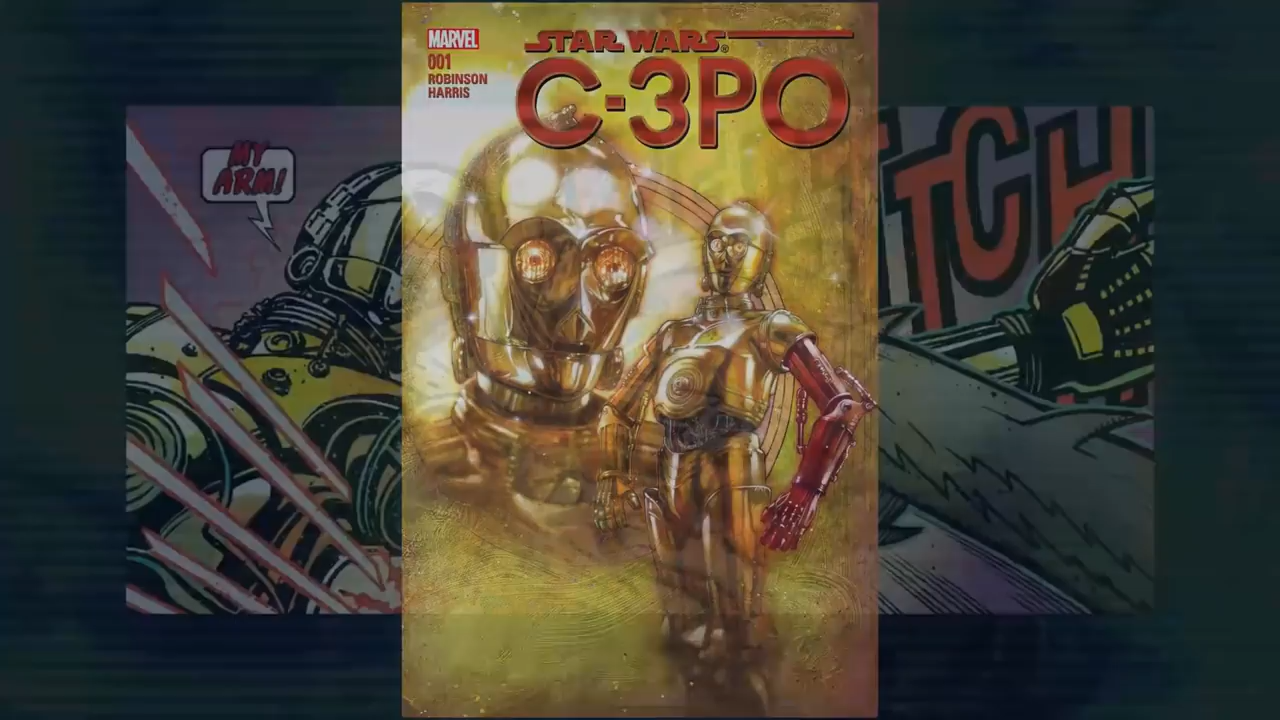 MARVEL
001
ROBINSON
HARRIS
STAR WARS®
C-3PO
MY
ARM!
TCH